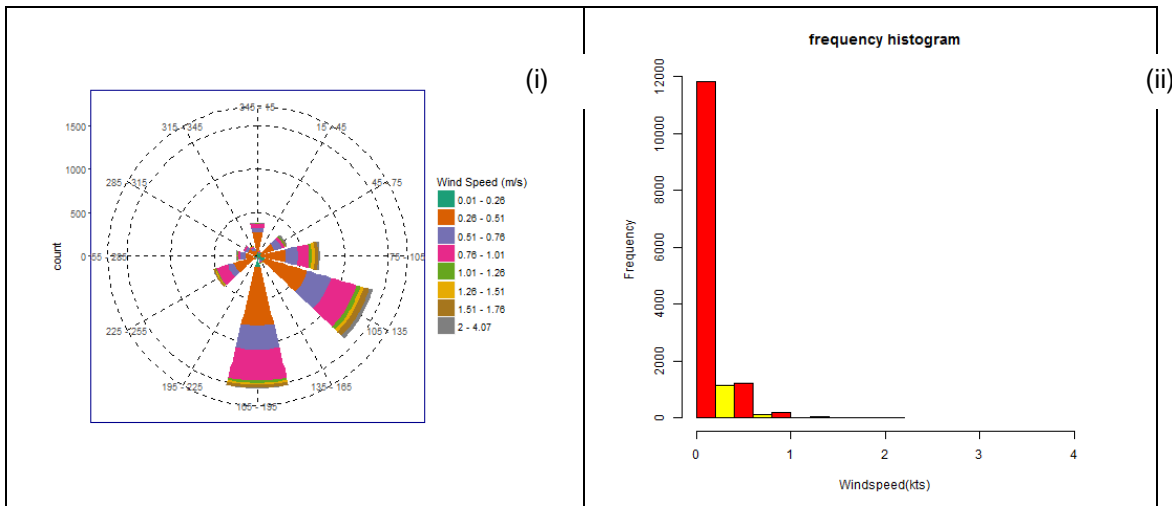 (i)
345 - 15
315 - 345
15 - 45
1500
285 - 315
45 - 75
1000
500
0
255 - 285
75 - 105
count
225 - 255
105 - 135
195 - 225
135 - 165
165 - 195
Wind Speed (m/s)
0.01 - 0.26
0.26 - 0.51
0.51 - 0.76
0.76 - 1.01
1.01 - 1.26
1.26 - 1.51
1.51 - 1.76
2 - 4.07
frequency histogram
(ii)
12000
10000
8000
6000
4000
2000
0
Frequency
0 1 2 3 4
Windspeed(kts)